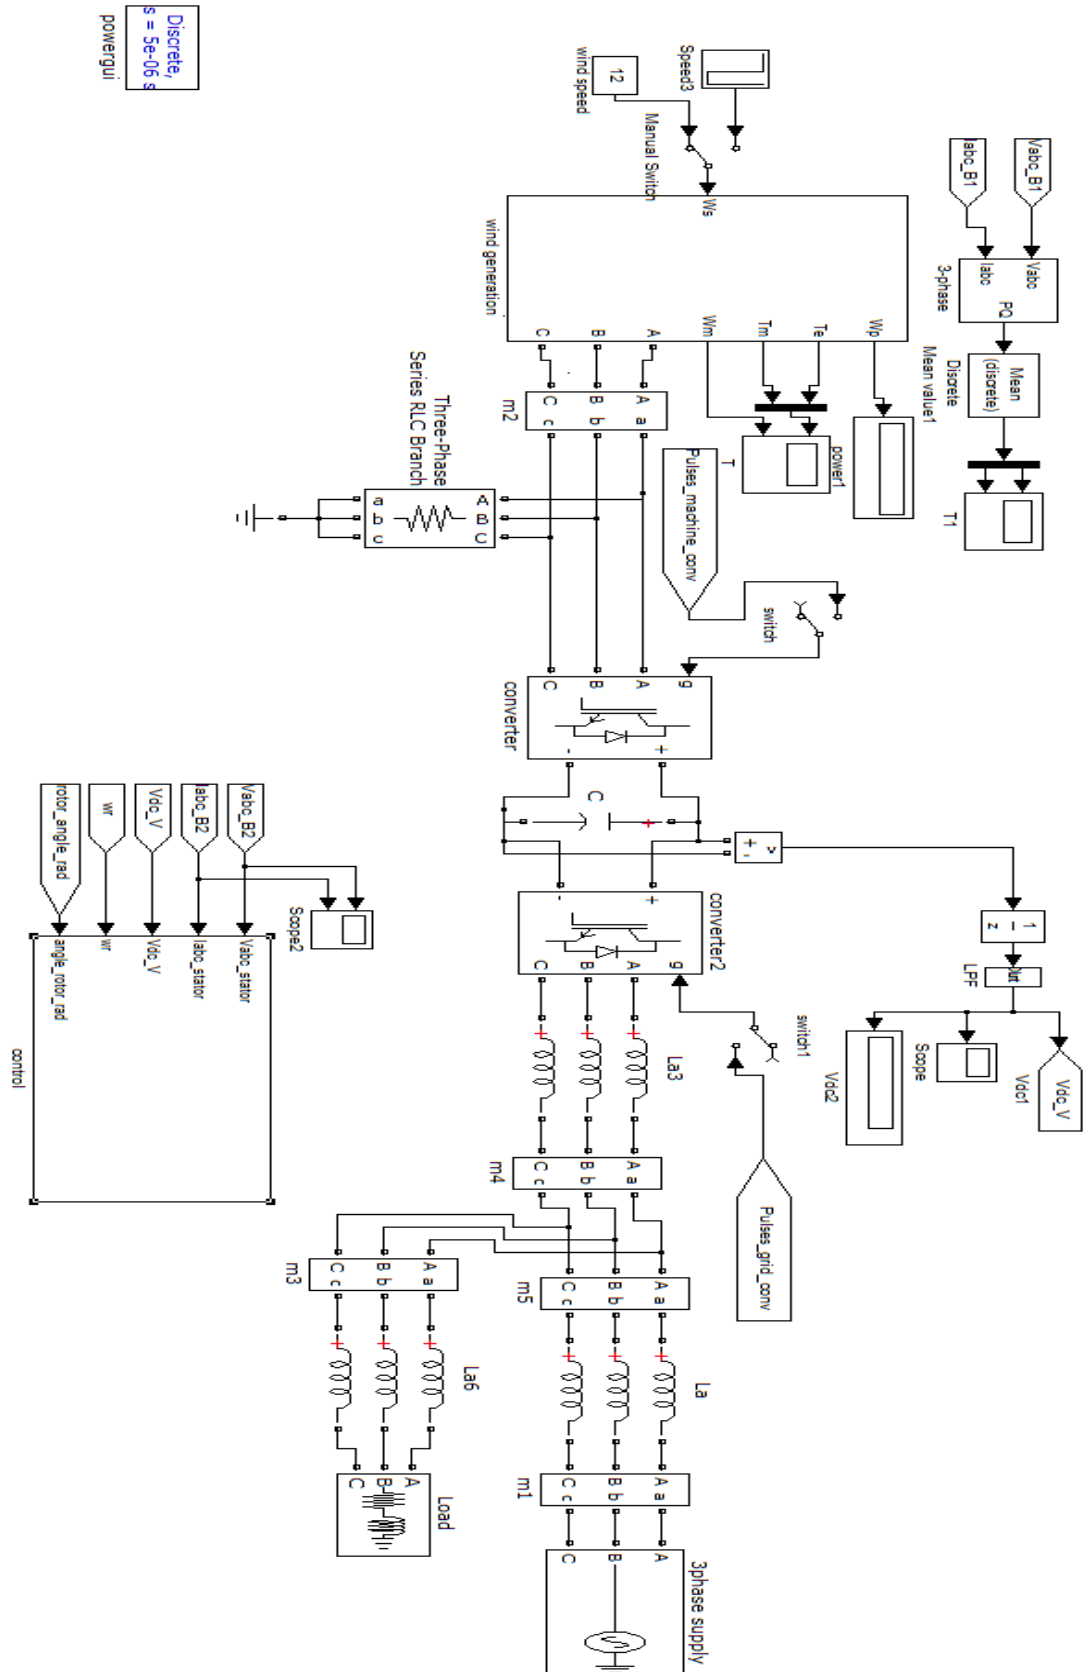 Discrete,
s = 5e-06 s
powergui
Speed3
12
wind speed
Manual Switch
Ws
wind generation
Wp
Te
Tm
Wm
A
B
C
Vabc_B1
Iabc_B1
Vabc
Iabc
PQ
3-phase
Mean
(discrete)
Discrete
Mean value1
T1
power1
T
A a
B b
C c
m2
Three-Phase
Series RLC Branch
A B C
A B C
Pulses_machine_conv
switch
g
A
B
C
+
-
converter
C
+
+
-
v
1
z
Out
LPF
Vdc_V
Vdc1
Scope
Vdc2
+
-
g
A
B
C
converter2
switch1
Pulses_grid_conv
+
+
+
La3
A a
B b
C c
m4
A a
B b
C c
m5
+
+
+
La
A a
B b
C c
m1
A
B
C
3phase supply
A a
B b
C c
m3
+
+
+
La6
A
B
C
Load
Vabc_B2
Iabc_B2
Vdc_V
wr
rotor_angle_rad
Scope2
Vabc_stator
Iabc_stator
Vdc_V
wr
angle_rotor_rad
control